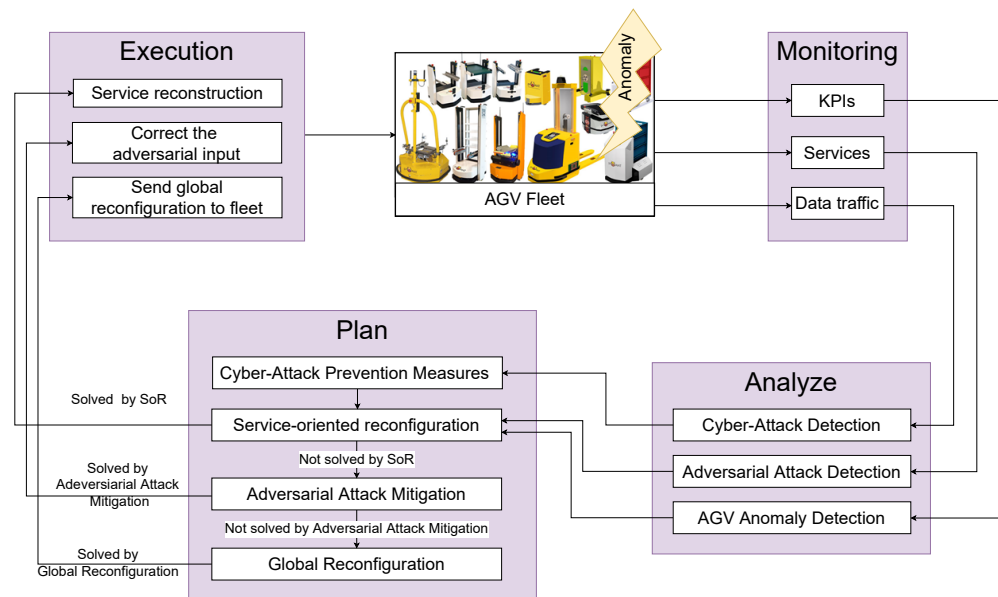 Execution
Service reconstruction
Correct the
adversarial input
Send global
reconfiguration to fleet
Anomaly
AGV Fleet
Monitoring
KPIs
Services
Data traffic
Plan
Cyber-Attack Prevention Measures
Service-oriented reconfiguration
Not solved by SoR
Adversarial Attack Mitigation
Not solved by Adversarial Attack Mitigation
Global Reconfiguration
Solved by SoR
Solved by
Adeversiarial Attack
Mitigation
Solved by
Global Reconfiguration
Analyze
Cyber-Attack Detection
Adversarial Attack Detection
AGV Anomaly Detection